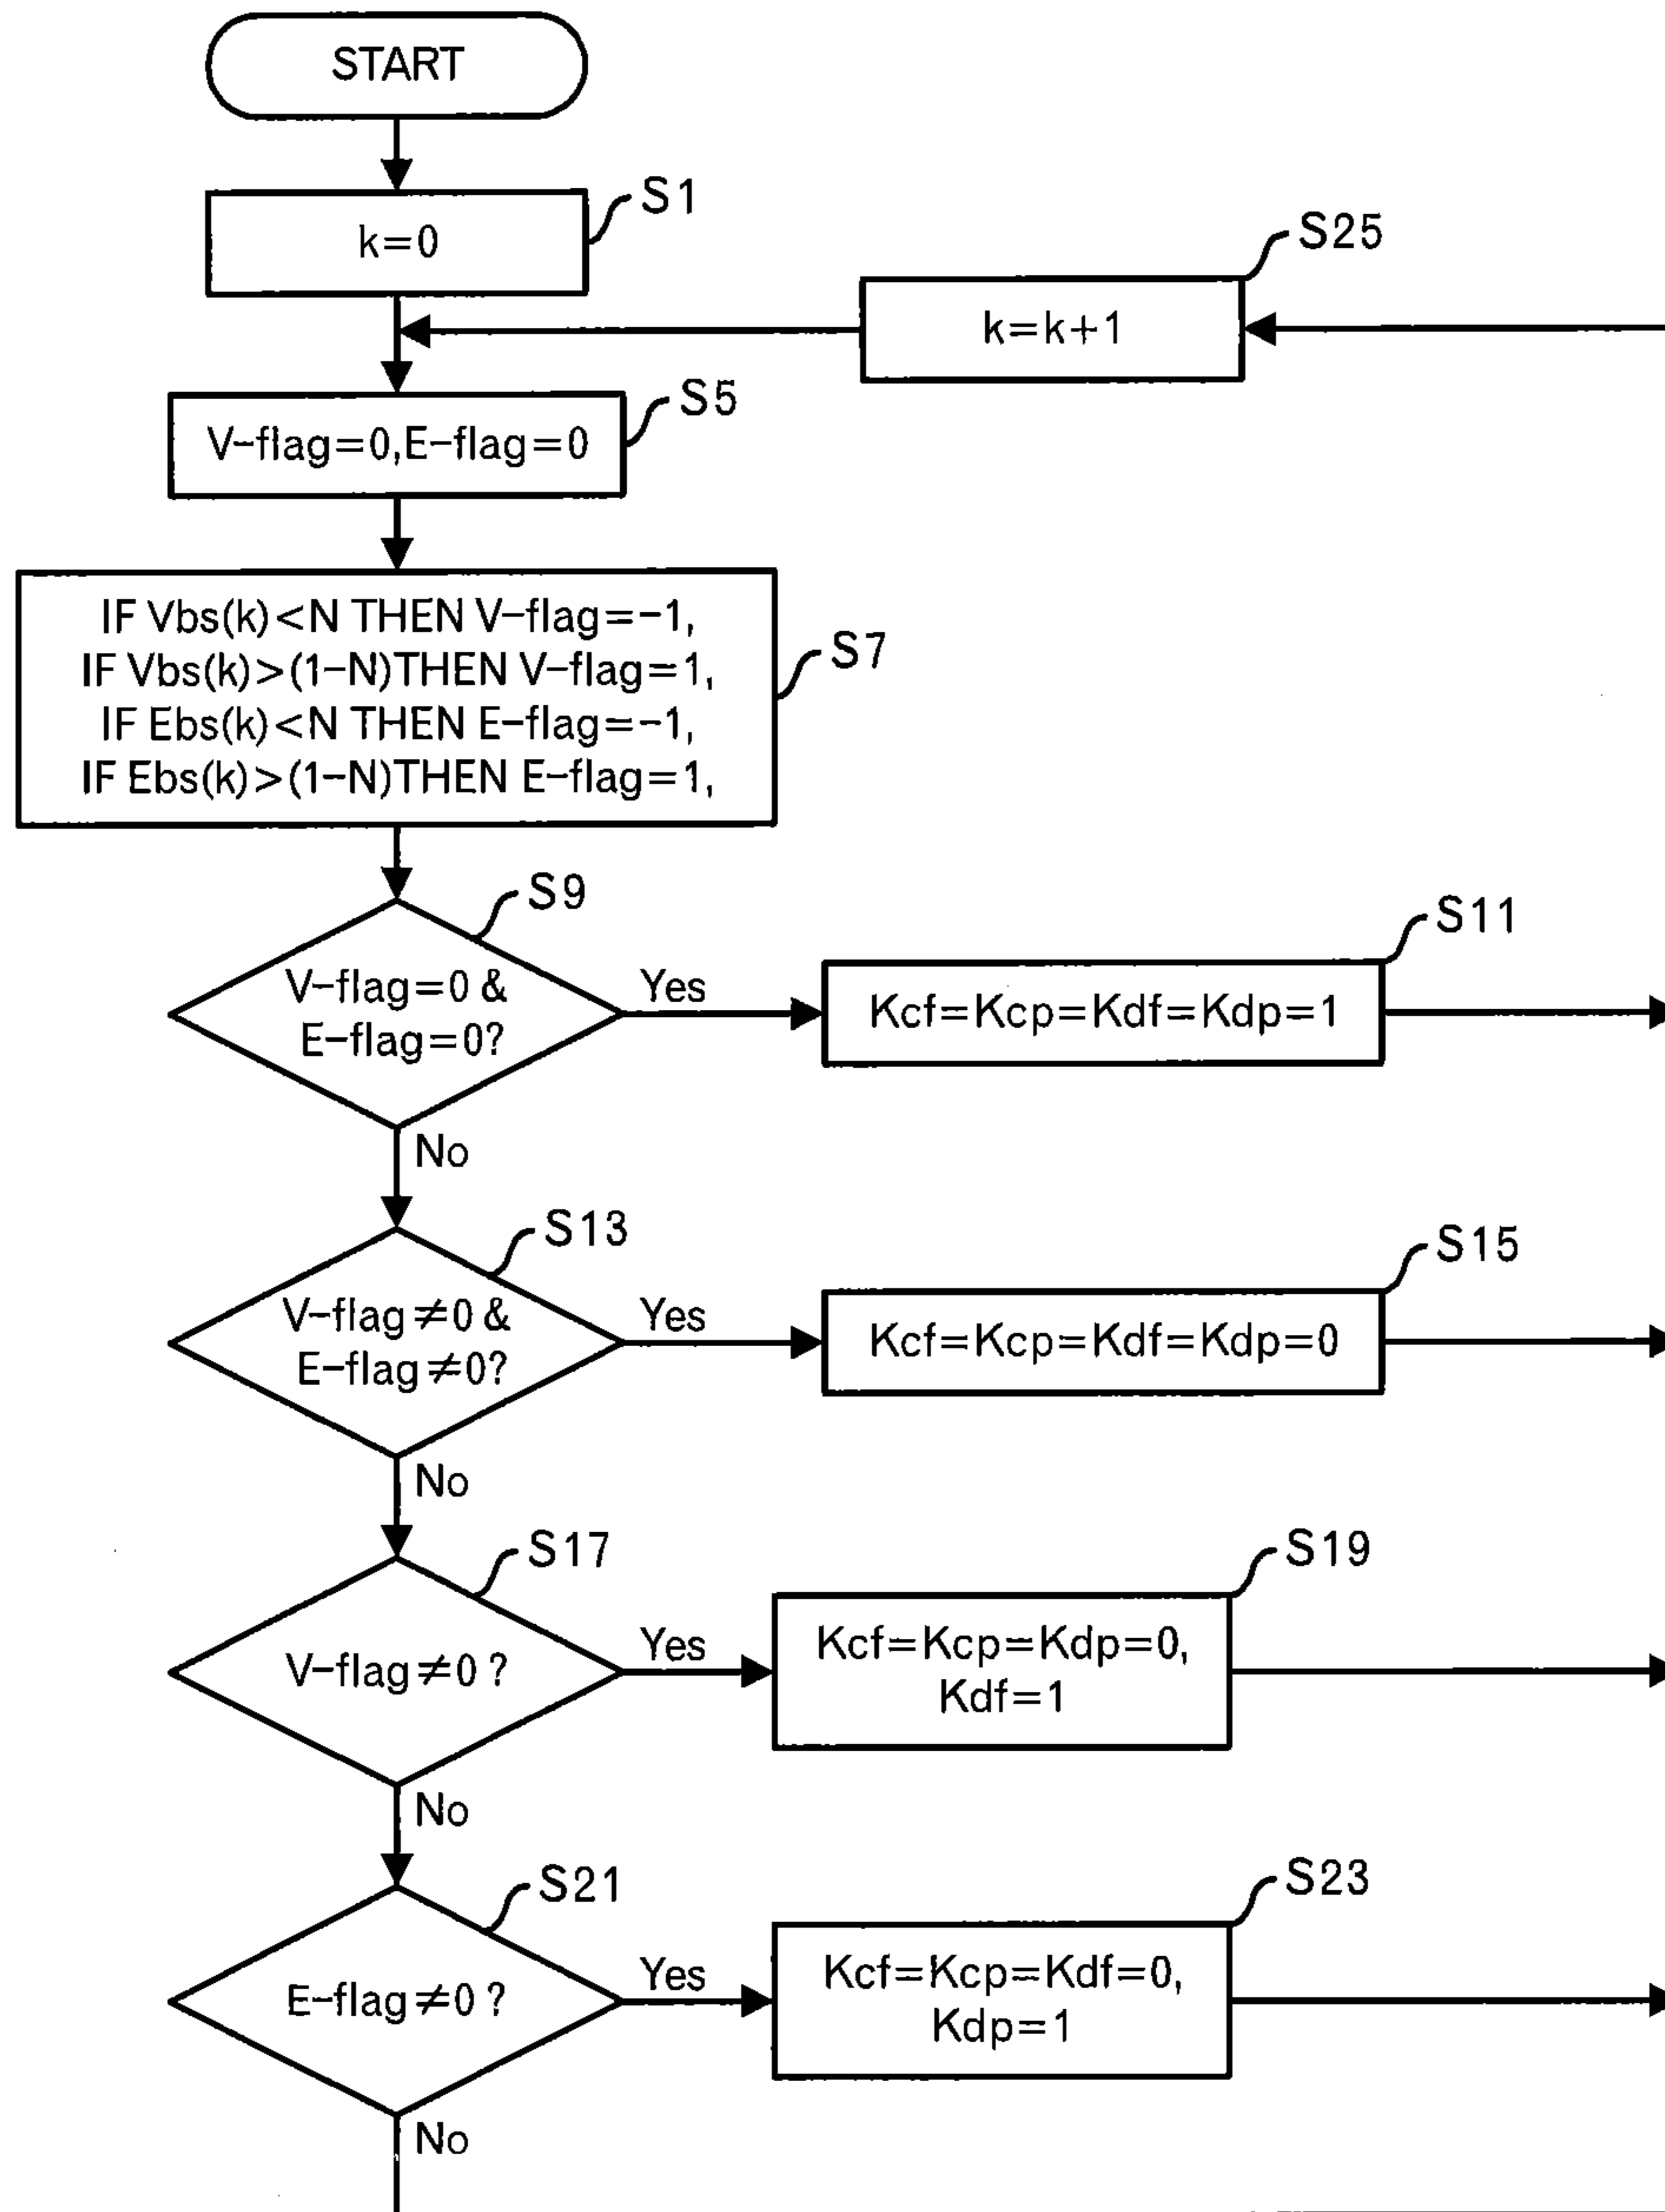 START
k=0
S1
k=k+1
S25
V-flag=0,E-flag=0
S5
IF Vbs(k)<N THEN V-flag=-1,
IF Vbs(k)>(1-N)THEN V-flag=1,
IF Ebs(k)<N THEN E-flag=-1,
IF Ebs(k)>(1-N)THEN E-flag=1,
S7
S9
V-flag=0 &
E-flag=0?
Yes
No
S11
Kcf=Kcp=Kdf=Kdp=1
S13
V-flag≠0 &
E-flag≠0?
Yes
No
S15
Kcf=Kcp=Kdf=Kdp=0
S17
V-flag≠0 ?
Yes
No
S19
Kcf=Kcp=Kdp=0,
Kdf=1
S21
E-flag≠0 ?
Yes
No
S23
Kcf=Kcp=Kdf=0,
Kdp=1